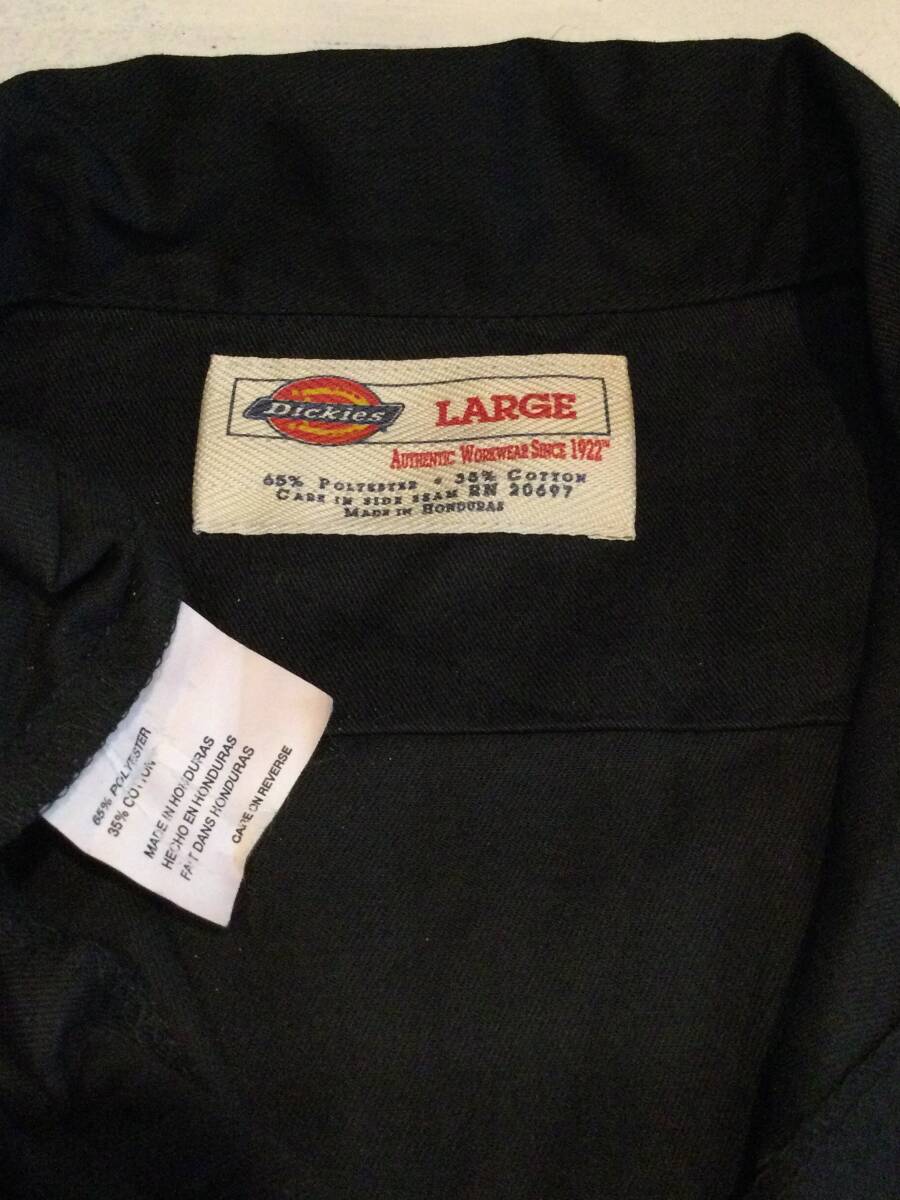 Dickies LARGE
AUTHENTIC WORKWEAR SINCE 1922™
65% POLYESTER • 35% COTTON
CARE IN SIDE SEAM RN 20697
MADE IN HONDURAS
65% POLYESTER
35% COTTON
MADE IN HONDURAS
HECHO EN HONDURAS
FAIT DANS HONDURAS
CARE ON REVERSE